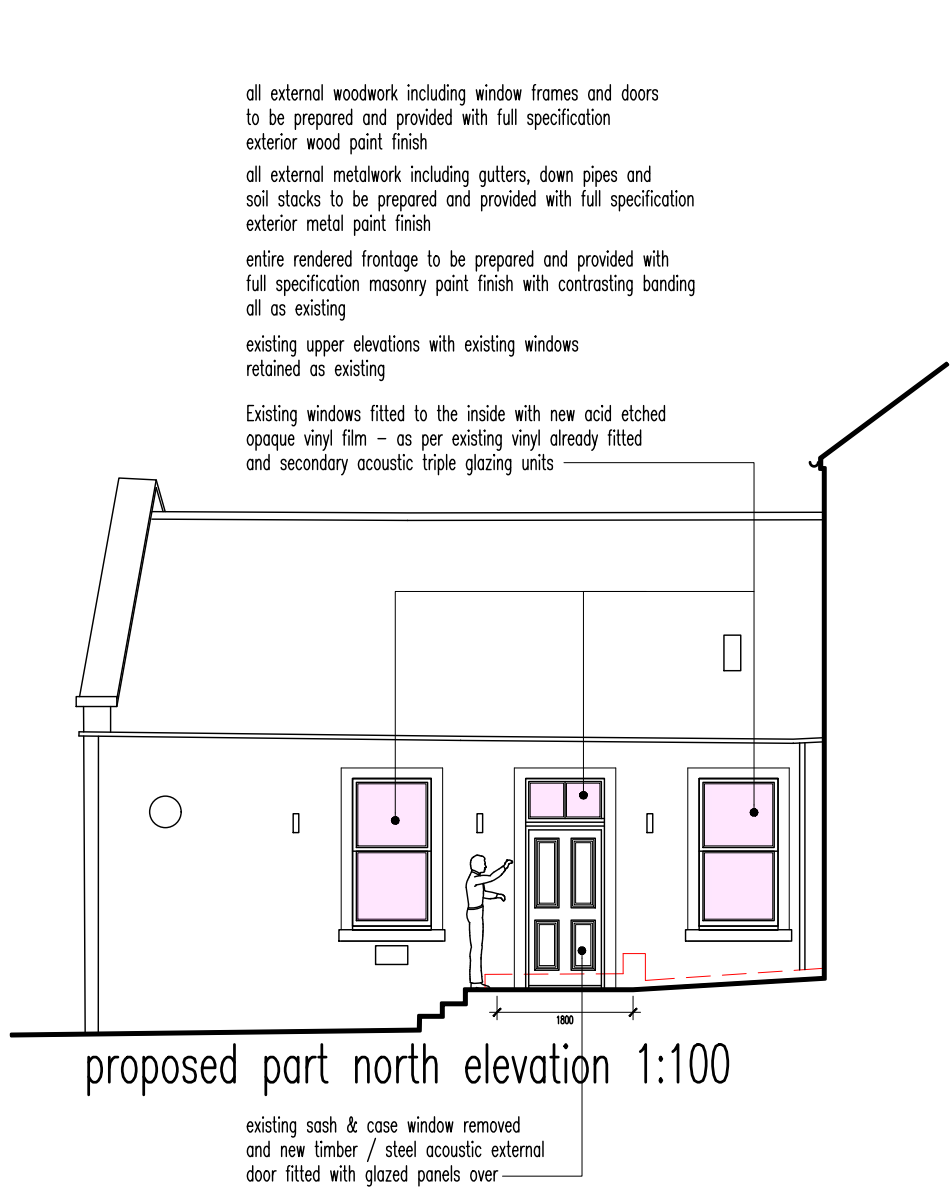 all external woodwork including window frames and doors
to be prepared and provided with full specification
exterior wood paint finish
all external metalwork including gutters, down pipes and
soil stacks to be prepared and provided with full specification
exterior metal paint finish
entire rendered frontage to be prepared and provided with
full specification masonry paint finish with contrasting banding
all as existing
existing upper elevations with existing windows
retained as existing
Existing windows fitted to the inside with new acid etched
opaque vinyl film – as per existing vinyl already fitted
and secondary acoustic triple glazing units
1800
proposed part north elevation 1:100
existing sash & case window removed
and new timber / steel acoustic external
door fitted with glazed panels over